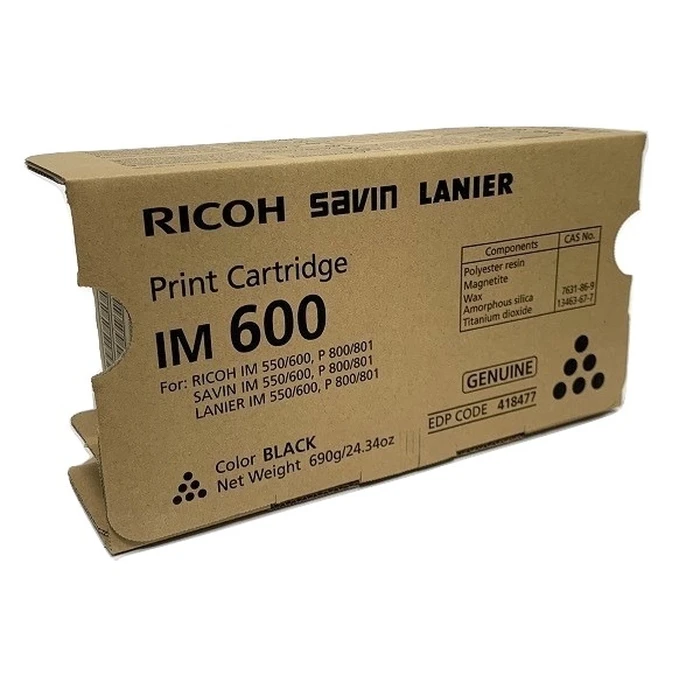 RICOH savin LANIER
Print Cartridge
IM 600
For: RICOH IM 550/600, P 800/801
SAVIN IM 550/600, P 800/801
LANIER IM 550/600, P 800/801
Color BLACK
Net Weight 690g/24.34oz
Components CAS No.
Polyester resin
Magnetite
Wax
Amorphous silica 7631-86-9
Titanium dioxide 13463-67-7
GENUINE
EDP CODE 418477